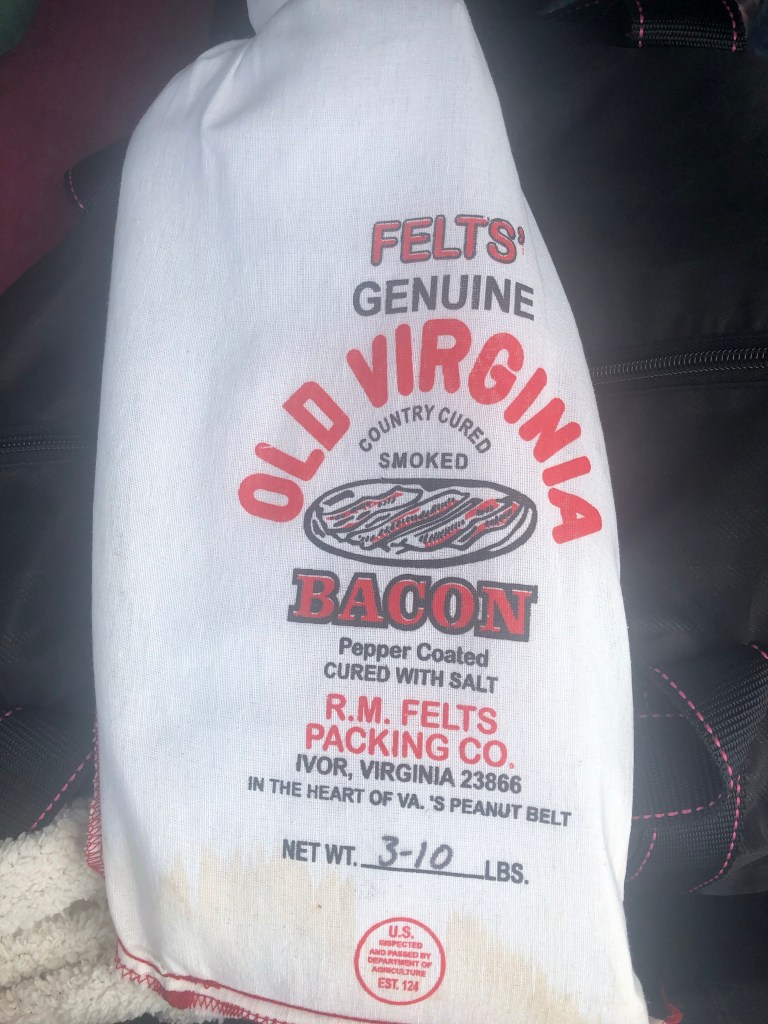 FELTS'
GENUINE
OLD VIRGINIA
COUNTRY CURED
SMOKED
BACON
Pepper Coated
CURED WITH SALT
R.M. FELTS
PACKING CO.
IVOR, VIRGINIA 23866
IN THE HEART OF VA. 'S PEANUT BELT
NET WT. 3-10 LBS.
U.S.
INSPECTED
AND PASSED BY
DEPARTMENT OF
AGRICULTURE
EST. 124